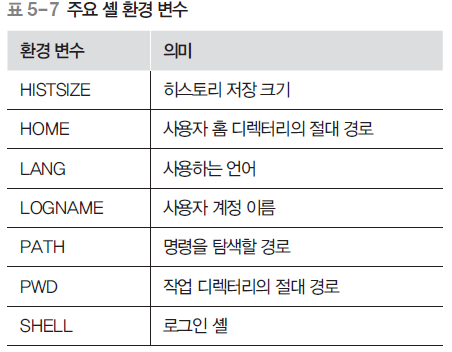 표 5-7 주요 셸 환경 변수
환경 변수 의미
HISTSIZE 히스토리 저장 크기
HOME 사용자 홈 디렉터리의 절대 경로
LANG 사용하는 언어
LOGNAME 사용자 계정 이름
PATH 명령을 탐색할 경로
PWD 작업 디렉터리의 절대 경로
SHELL 로그인 셸